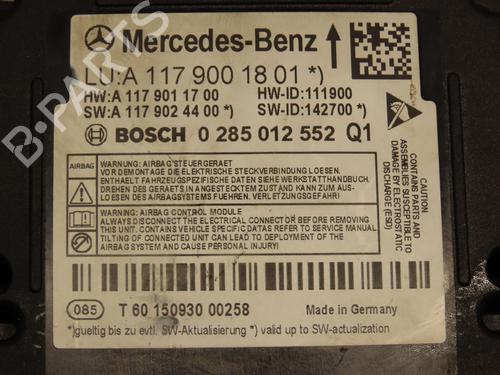 Mercedes-Benz
LU:A 117 900 18 01 *)
HW:A 117 901 17 00 HW-ID:111900
SW:A 117 902 44 00 *) SW-ID:142700 *)
BOSCH 0 285 012 552 Q1
AIRBAG
WARNUNG: AIRBAG'STEUERGERAET
VOR DEMONTAGE DIE ELEKTRISCHE STECKVERBINDUNG LOESEN.
ENTHAELT FAHRZEUGSPEZIFISCHE DATEN SIEHE WERKSTATTHANDBUCH.
DREHEN DES GERAETS IN ANGESTECKTEM ZUSTAND KANN ZUM AUS-
LOESEN DES AIRBAGSYSTEMS FUEHREN. VERLETZUNGSGEFAHR!
AIRBAG
WARNING: AIRBAG CONTROL MODULE
ALWAYS DISCONNECT THE ELECTRICAL CONNECTOR BEFORE REMOVING
THIS UNIT. CONTAINS VEHICLE SPECIFIC DATA REFER TO SERVICE MANUAL
TILTING OF CONNECTED UNIT CAN LEAD TO DEPLOYMENT OF THE
AIRBAG SYSTEM AND CAUSE PERSONAL INJURY!
CAUTION
CONTAINS PARTS AND
ASSEMBLIES SUSCEPTIBLE TO
DAMAGE BY ELECTROSTATIC
DISCHARGE (ESD)
085 T 60 150930 00258 Made in Germany
*)gueltig bis zu evtl. SW-Aktualisierung *) valid up to SW-actualization
B-PARTS